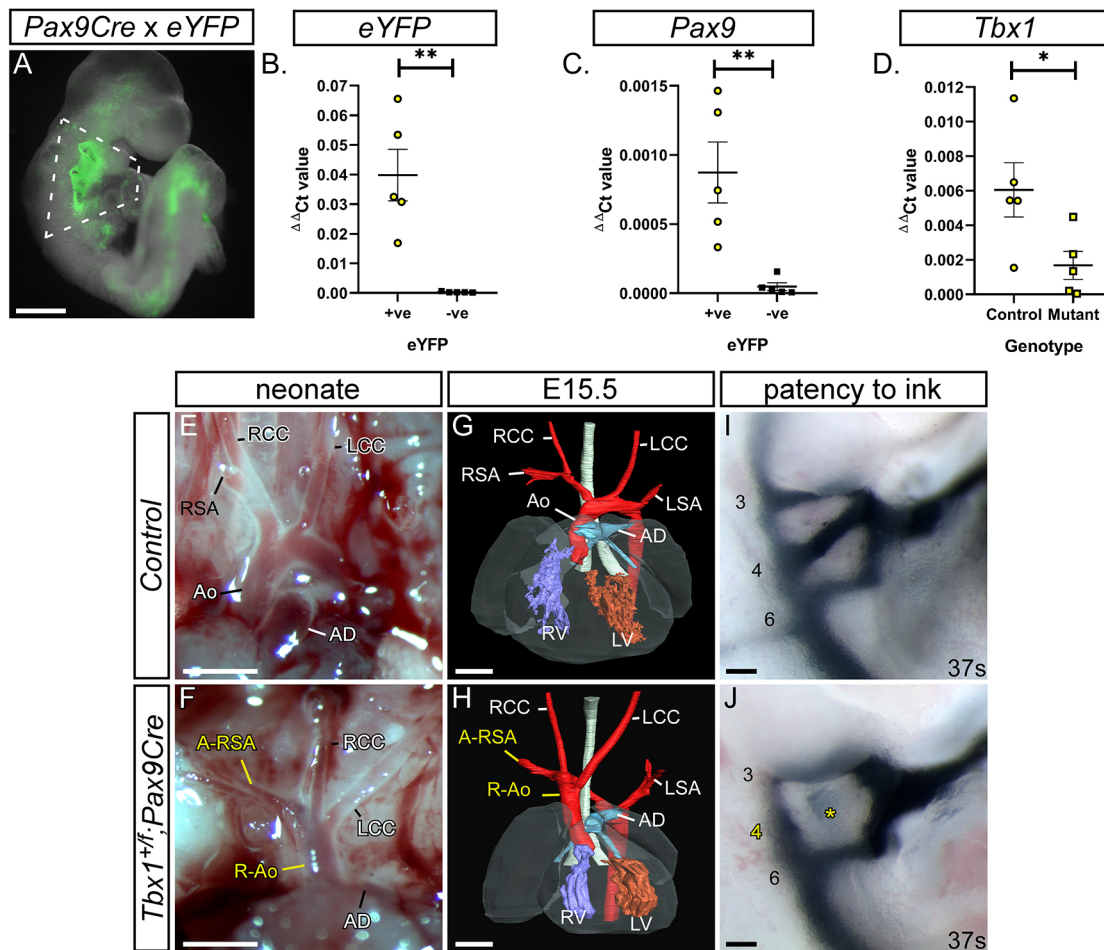 Pax9Cre x eYFP
eYFP
Pax9
Tbx1
A
B.
**
ΔΔCt value
0.07
0.06
0.05
0.04
0.03
0.02
0.01
0.00
+ve
-ve
eYFP
C.
**
ΔΔCt value
0.0015
0.0010
0.0005
0.0000
+ve
-ve
eYFP
D.
*
ΔΔCt value
0.012
0.010
0.008
0.006
0.004
0.002
0.000
Control Mutant
Genotype
neonate
E15.5
patency to ink
Control
E
RCC
LCC
RSA
Ao
AD
G
RCC
LCC
RSA
LSA
Ao
AD
RV
LV
I
3
4
6
37s
Tbx1+/f;Pax9Cre
F
A-RSA
RCC
LCC
R-Ao
AD
H
RCC
LCC
A-RSA
R-Ao
LSA
AD
RV
LV
J
3
4
*
6
37s